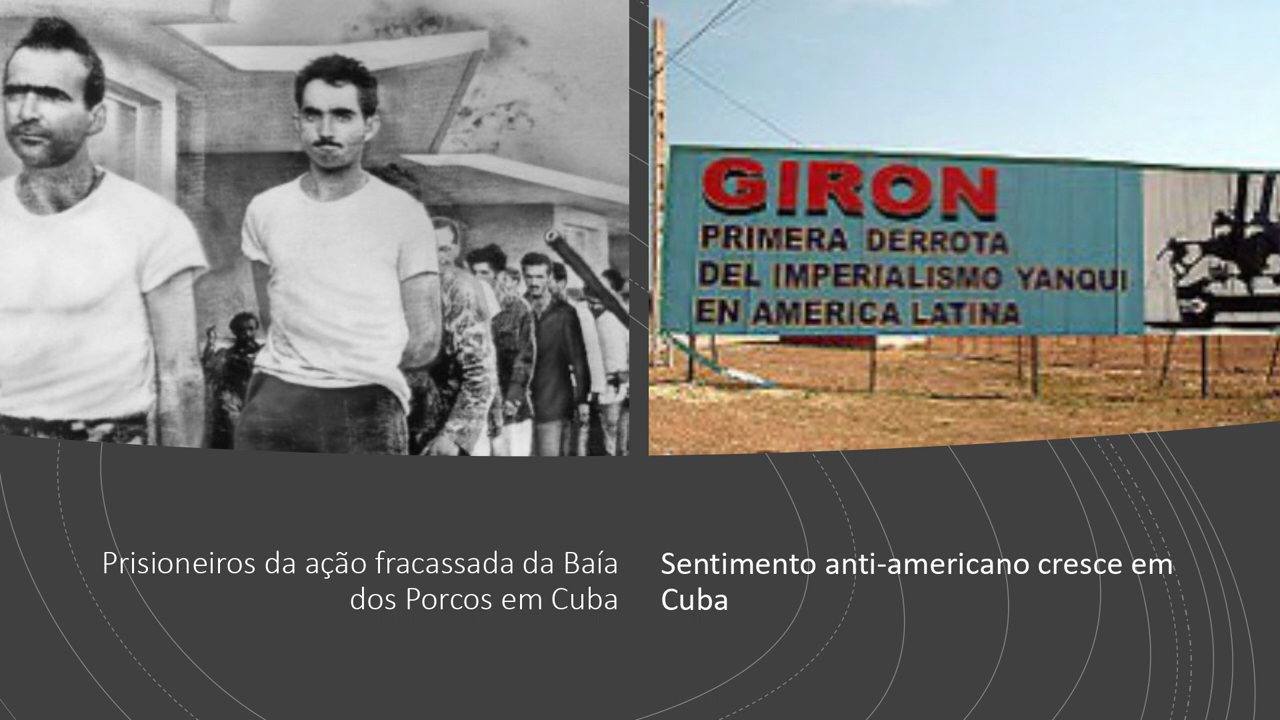 GIRON
PRIMERA DERROTA
DEL IMPERIALISMO YANQUI
EN AMERICA LATINA
Prisioneiros da ação fracassada da Baía
dos Porcos em Cuba
Sentimento anti-americano cresce em
Cuba